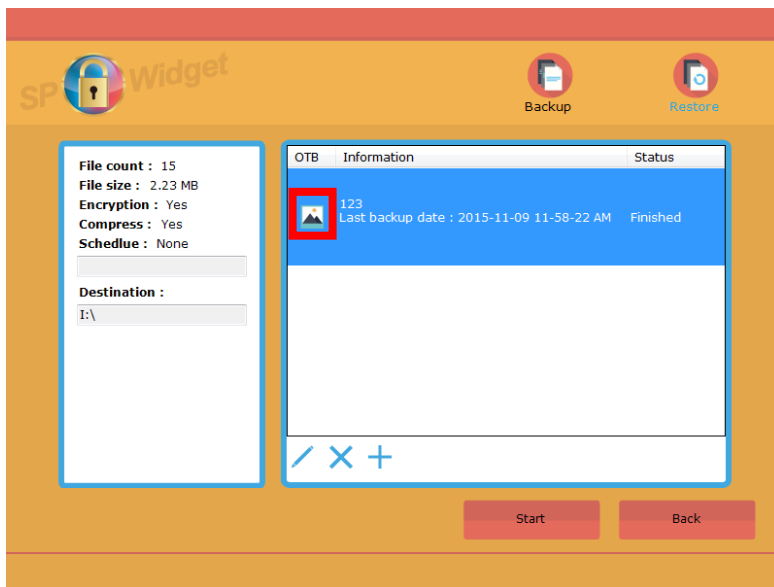 SP Widget
Backup
Restore
File count : 15
File size : 2.23 MB
Encryption : Yes
Compress : Yes
Schedlue : None
Destination :
I:\
OTB Information Status
123
Last backup date : 2015-11-09 11-58-22 AM Finished
Start
Back